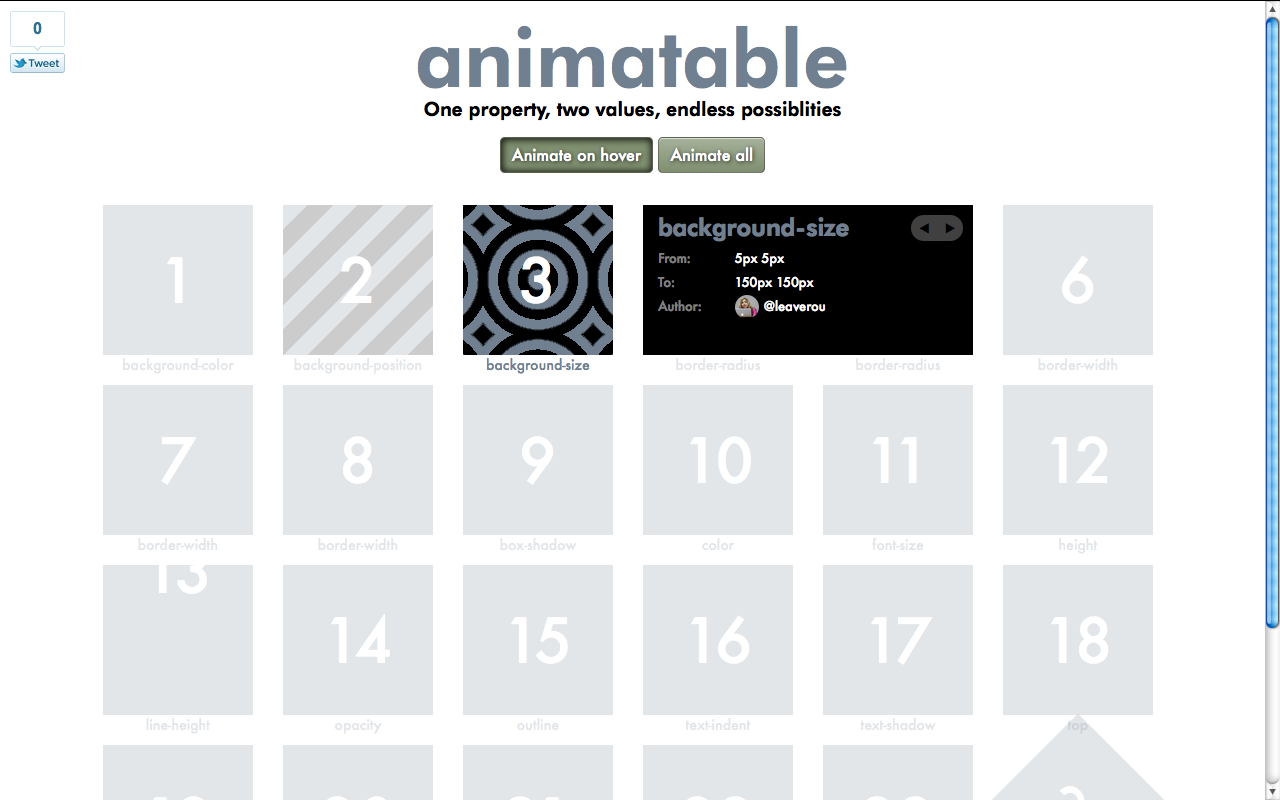 0
Tweet
animatable
One property, two values, endless possiblities
Animate on hover
Animate all
1
background-color
2
background-position
3
background-size
background-size
From: 5px 5px
To: 150px 150px
Author: @leaverou
border-radius
border-radius
6
border-width
7
border-width
8
border-width
9
box-shadow
10
color
11
font-size
12
height
13
line-height
14
opacity
15
outline
16
text-indent
17
text-shadow
18
top